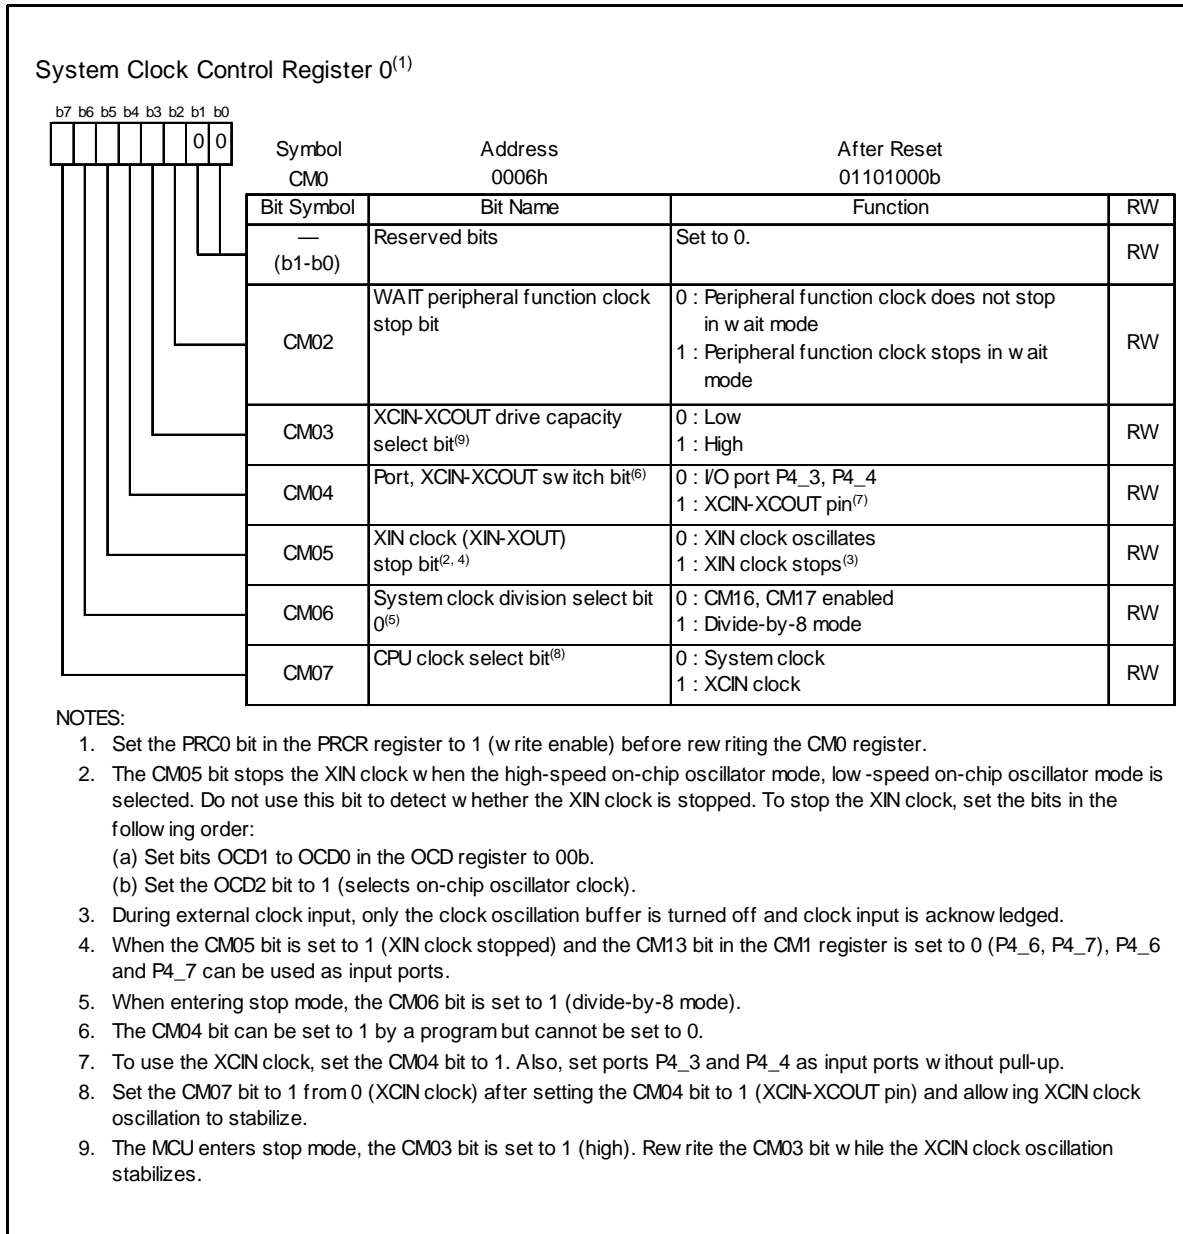 System Clock Control Register 0(1)
b7 b6 b5 b4 b3 b2 b1 b0
0 0
Symbol Address After Reset
CM0 0006h 01101000b
Bit Symbol Bit Name Function RW
—
(b1-b0)
Reserved bits
Set to 0.
RW
CM02
WAIT peripheral function clock
stop bit
0 : Peripheral function clock does not stop
in wait mode
1 : Peripheral function clock stops in wait
mode
RW
CM03
XCIN-XCOUT drive capacity
select bit(9)
0 : Low
1 : High
RW
CM04
Port, XCIN-XCOUT switch bit(6)
0 : I/O port P4_3, P4_4
1 : XCIN-XCOUT pin(7)
RW
CM05
XIN clock (XIN-XOUT)
stop bit(2, 4)
0 : XIN clock oscillates
1 : XIN clock stops(3)
RW
CM06
System clock division select bit
0(5)
0 : CM16, CM17 enabled
1 : Divide-by-8 mode
RW
CM07
CPU clock select bit(8)
0 : System clock
1 : XCIN clock
RW
NOTES:
1. Set the PRC0 bit in the PRCR register to 1 (write enable) before rewriting the CM0 register.
2. The CM05 bit stops the XIN clock when the high-speed on-chip oscillator mode, low-speed on-chip oscillator mode is
selected. Do not use this bit to detect whether the XIN clock is stopped. To stop the XIN clock, set the bits in the
following order:
(a) Set bits OCD1 to OCD0 in the OCD register to 00b.
(b) Set the OCD2 bit to 1 (selects on-chip oscillator clock).
3. During external clock input, only the clock oscillation buffer is turned off and clock input is acknowledged.
4. When the CM05 bit is set to 1 (XIN clock stopped) and the CM13 bit in the CM1 register is set to 0 (P4_6, P4_7), P4_6
and P4_7 can be used as input ports.
5. When entering stop mode, the CM06 bit is set to 1 (divide-by-8 mode).
6. The CM04 bit can be set to 1 by a program but cannot be set to 0.
7. To use the XCIN clock, set the CM04 bit to 1. Also, set ports P4_3 and P4_4 as input ports without pull-up.
8. Set the CM07 bit to 1 from 0 (XCIN clock) after setting the CM04 bit to 1 (XCIN-XCOUT pin) and allowing XCIN clock
oscillation to stabilize.
9. The MCU enters stop mode, the CM03 bit is set to 1 (high). Rewrite the CM03 bit while the XCIN clock oscillation
stabilizes.